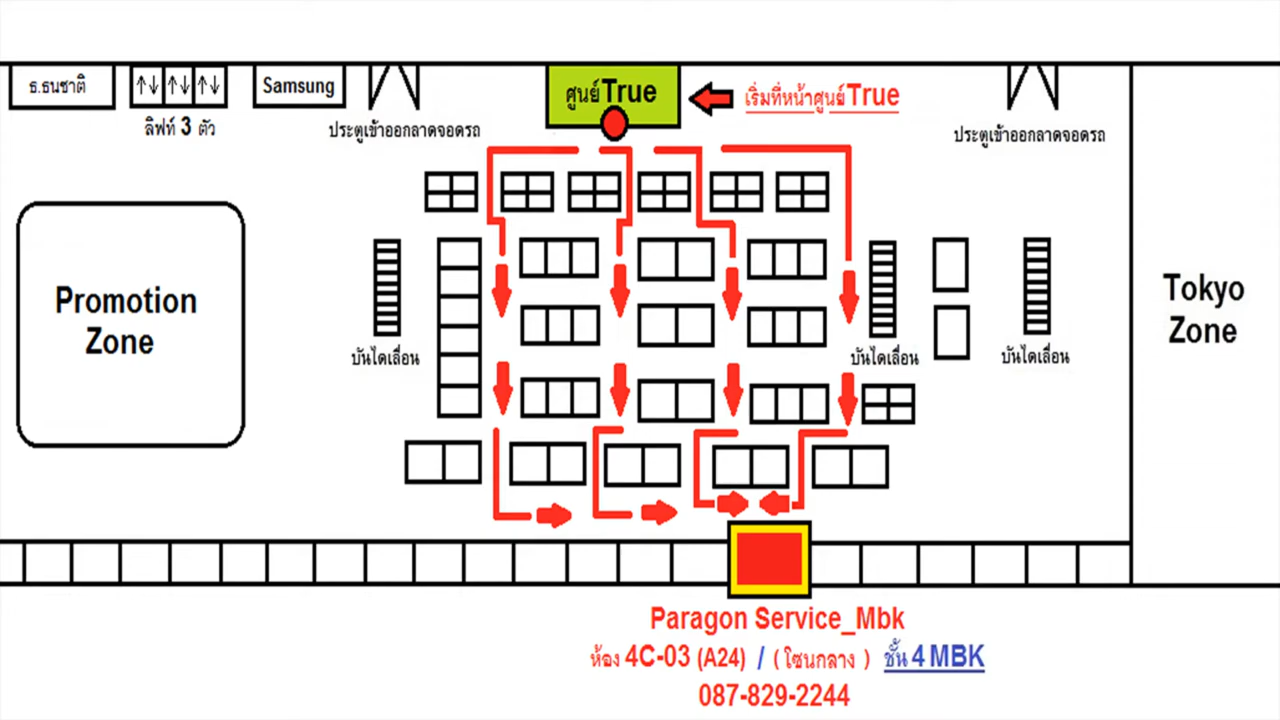 ธ.ธนชาติ
↑↓ ↑↓ ↑↓
ลิฟท์ 3 ตัว
Samsung
ประตูเข้าออกลาดจอดรถ
ศูนย์True
เริ่มที่หน้าศูนย์True
ประตูเข้าออกลาดจอดรถ
Promotion
Zone
บันไดเลื่อน
บันไดเลื่อน
บันไดเลื่อน
Tokyo
Zone
Paragon Service_Mbk
ห้อง 4C-03 (A24) / ( โซนกลาง ) ชั้น 4 MBK
087-829-2244